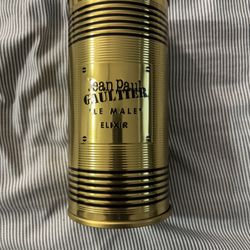 Jean Paul
GAULTIER
"LE MALE"
ELIXIR